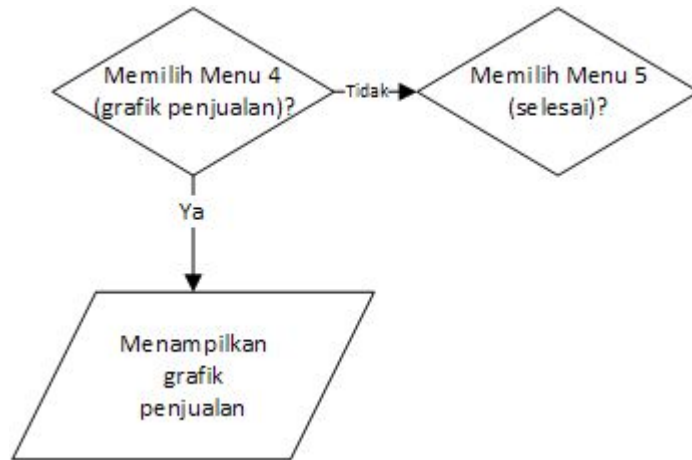 Memilih Menu 4
(grafik penjualan)?
Tidak
Memilih Menu 5
(selesai)?
Ya
Menampilkan
grafik
penjualan